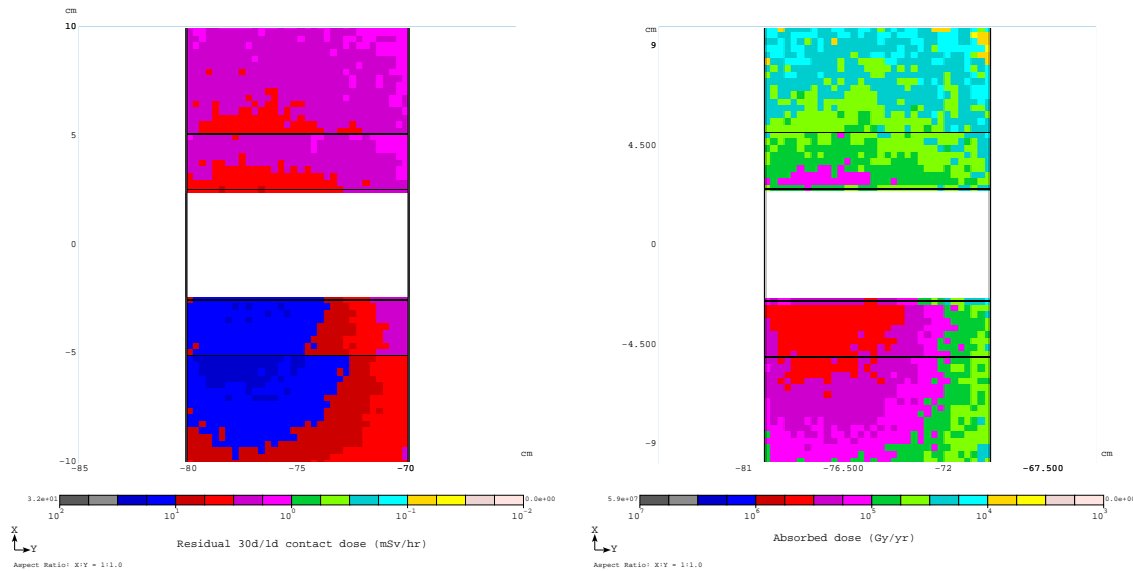 cm
10
5
0
-5
-10
-85
-80
-75
-70
cm
3.2e+01
0.0e+00
10^2
10^1
10^0
10^-1
10^-2
X
Y
Residual 30d/1d contact dose (mSv/hr)
Aspect Ratio: X:Y = 1:1.0
cm
9
4.500
0
-4.500
-9
-81
-76.500
-72
-67.500
cm
5.9e+07
0.0e+00
10^7
10^6
10^5
10^4
10^3
X
Y
Absorbed dose (Gy/yr)
Aspect Ratio: X:Y = 1:1.0